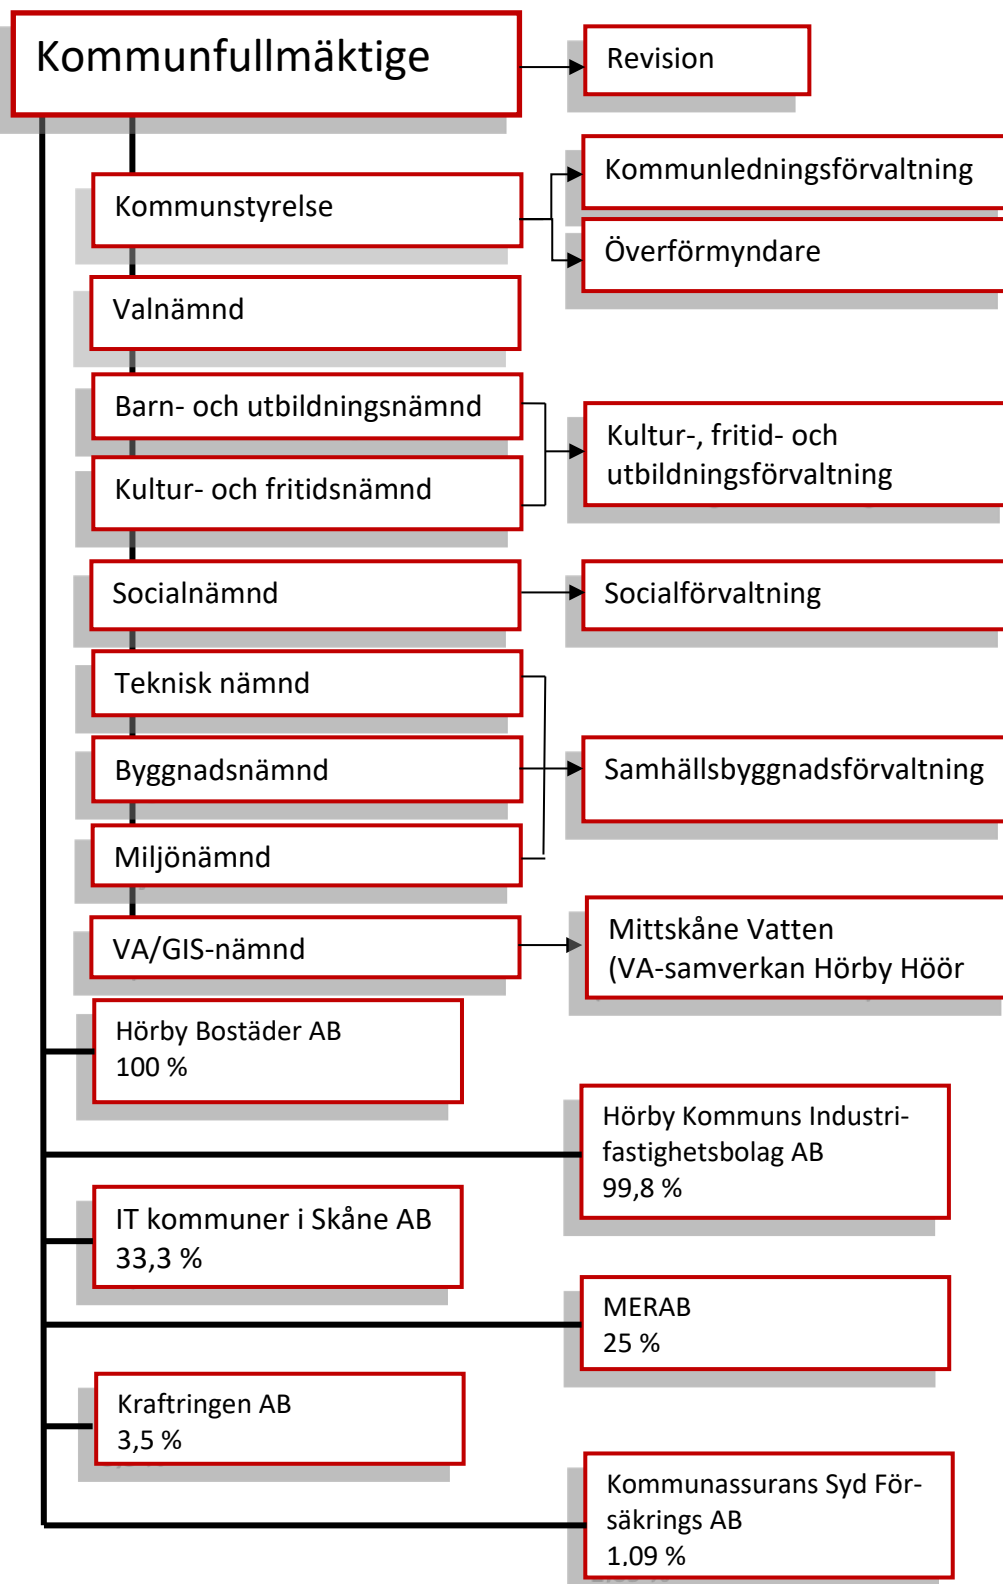 Kommunfullmäktige
Revision
Kommunledningsförvaltning
Kommunstyrelse
Överförmyndare
Valnämnd
Barn- och utbildningsnämnd
Kultur-, fritid- och
utbildningsförvaltning
Kultur- och fritidsnämnd
Socialnämnd
Socialförvaltning
Teknisk nämnd
Byggnadsnämnd
Samhällsbyggnadsförvaltning
Miljönämnd
VA/GIS-nämnd
Mittskåne Vatten
(VA-samverkan Hörby Höör
Hörby Bostäder AB
100 %
Hörby Kommuns Industri-
fastighetsbolag AB
99,8 %
IT kommuner i Skåne AB
33,3 %
MERAB
25 %
Kraftringen AB
3,5 %
Kommunassurans Syd För-
säkrings AB
1,09 %